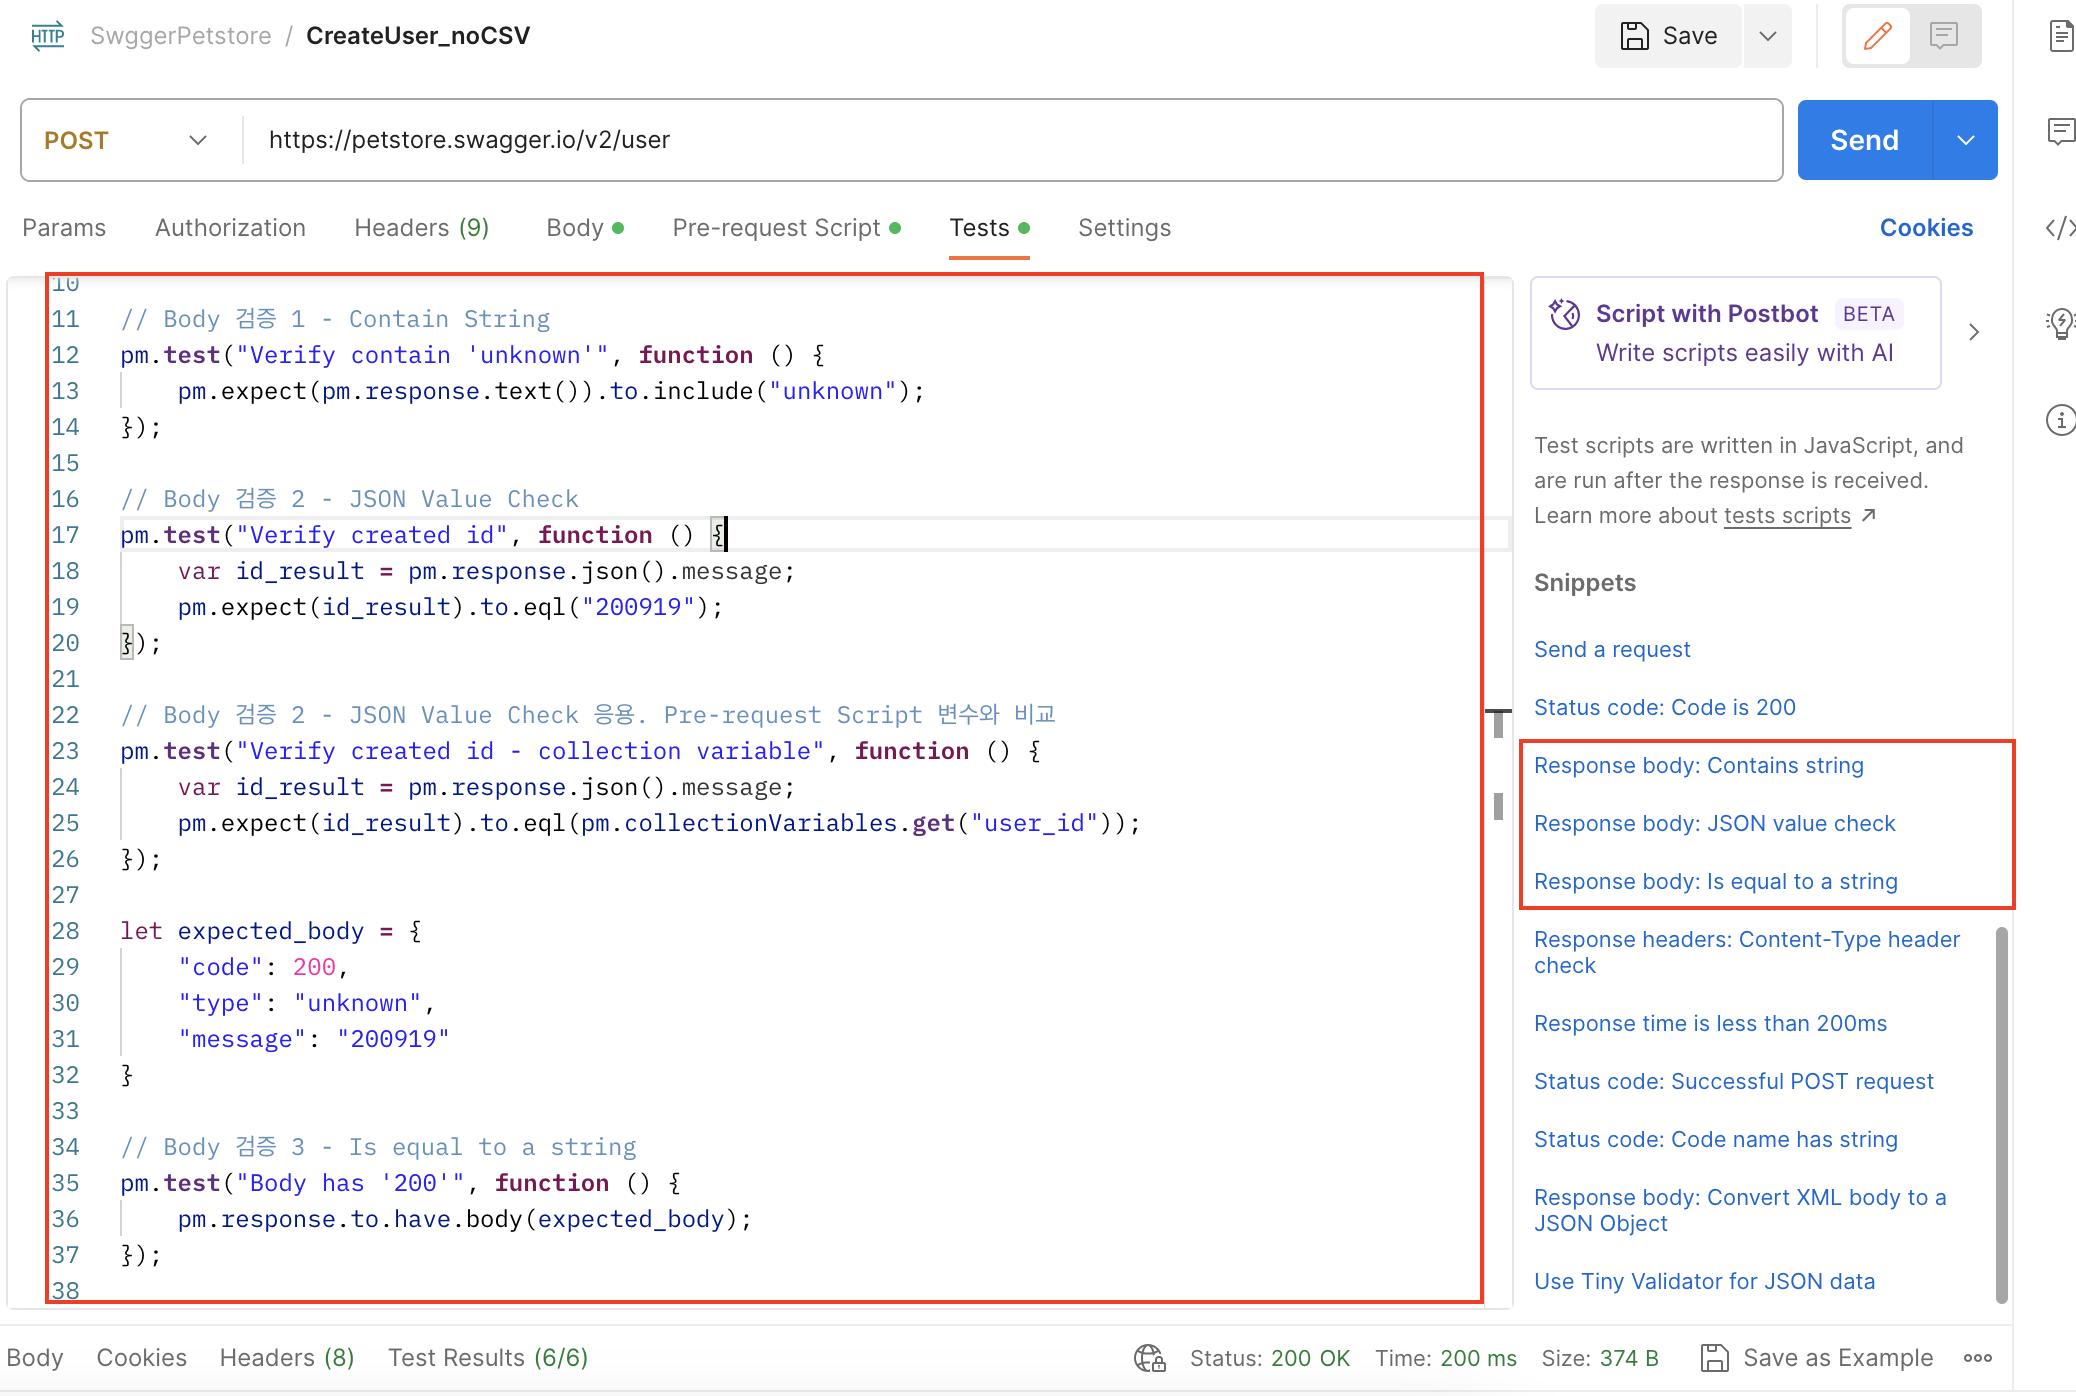 HTTP SwggerPetstore / CreateUser_noCSV
Save
POST
https://petstore.swagger.io/v2/user
Send
Params Authorization Headers (9) Body Pre-request Script Tests Settings Cookies
10
11 // Body 검증 1 - Contain String
12 pm.test("Verify contain 'unknown'", function () {
13     pm.expect(pm.response.text()).to.include("unknown");
14 });
15
16 // Body 검증 2 - JSON Value Check
17 pm.test("Verify created id", function () {
18     var id_result = pm.response.json().message;
19     pm.expect(id_result).to.eql("200919");
20 });
21
22 // Body 검증 2 - JSON Value Check 응용. Pre-request Script 변수와 비교
23 pm.test("Verify created id - collection variable", function () {
24     var id_result = pm.response.json().message;
25     pm.expect(id_result).to.eql(pm.collectionVariables.get("user_id"));
26 });
27
28 let expected_body = {
29     "code": 200,
30     "type": "unknown",
31     "message": "200919"
32 }
33
34 // Body 검증 3 - Is equal to a string
35 pm.test("Body has '200'", function () {
36     pm.response.to.have.body(expected_body);
37 });
38
Script with Postbot BETA
Write scripts easily with AI
Test scripts are written in JavaScript, and
are run after the response is received.
Learn more about tests scripts ↗
Snippets
Send a request
Status code: Code is 200
Response body: Contains string
Response body: JSON value check
Response body: Is equal to a string
Response headers: Content-Type header
check
Response time is less than 200ms
Status code: Successful POST request
Status code: Code name has string
Response body: Convert XML body to a
JSON Object
Use Tiny Validator for JSON data
Body Cookies Headers (8) Test Results (6/6)
Status: 200 OK Time: 200 ms Size: 374 B Save as Example